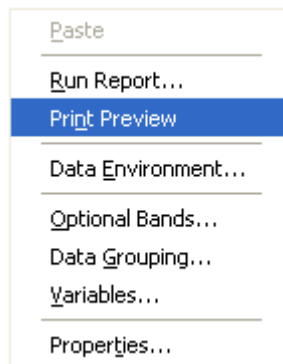 Paste
Run Report...
Print Preview
Data Environment...
Optional Bands...
Data Grouping...
Variables...
Properties...